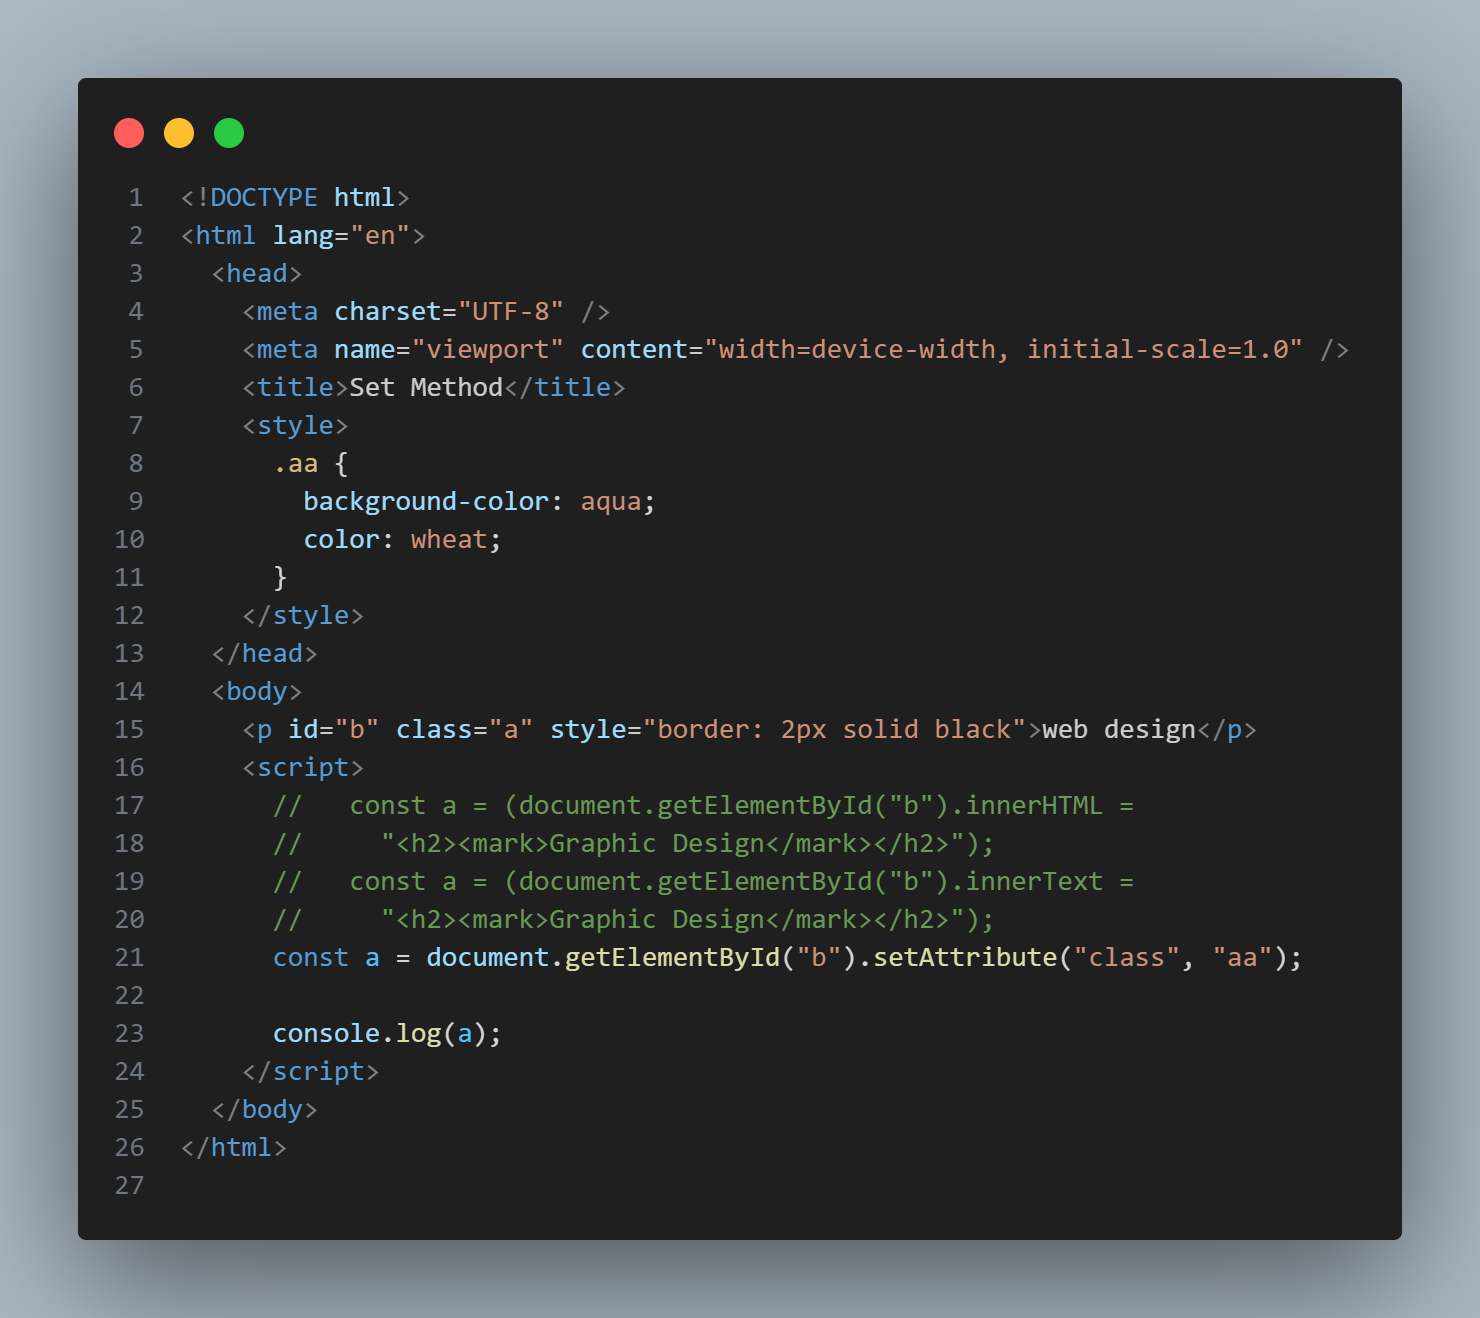 1 <!DOCTYPE html>
2 <html lang="en">
3   <head>
4     <meta charset="UTF-8" />
5     <meta name="viewport" content="width=device-width, initial-scale=1.0" />
6     <title>Set Method</title>
7     <style>
8       .aa {
9         background-color: aqua;
10         color: wheat;
11       }
12     </style>
13   </head>
14   <body>
15     <p id="b" class="a" style="border: 2px solid black">web design</p>
16     <script>
17       //   const a = (document.getElementById("b").innerHTML =
18       //     "<h2><mark>Graphic Design</mark></h2>");
19       //   const a = (document.getElementById("b").innerText =
20       //     "<h2><mark>Graphic Design</mark></h2>");
21       const a = document.getElementById("b").setAttribute("class", "aa");
22
23       console.log(a);
24     </script>
25   </body>
26 </html>
27